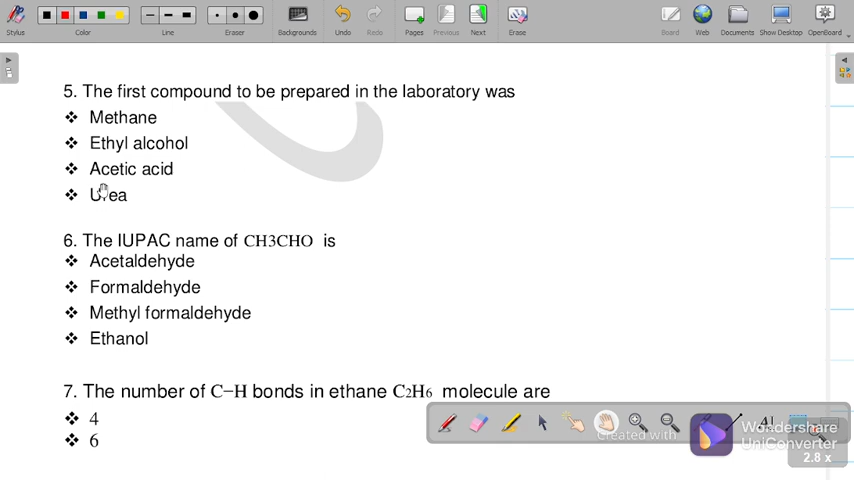 Stylus Color Line Eraser Backgrounds Undo Redo Pages Previous Next Erase Board Web Documents Show Desktop OpenBoard
5. The first compound to be prepared in the laboratory was
❖ Methane
❖ Ethyl alcohol
❖ Acetic acid
❖ Urea
6. The IUPAC name of CH3CHO is
❖ Acetaldehyde
❖ Formaldehyde
❖ Methyl formaldehyde
❖ Ethanol
7. The number of C−H bonds in ethane C2H6 molecule are
❖ 4
❖ 6
Created with
Wondershare
UniConverter
2.8 x